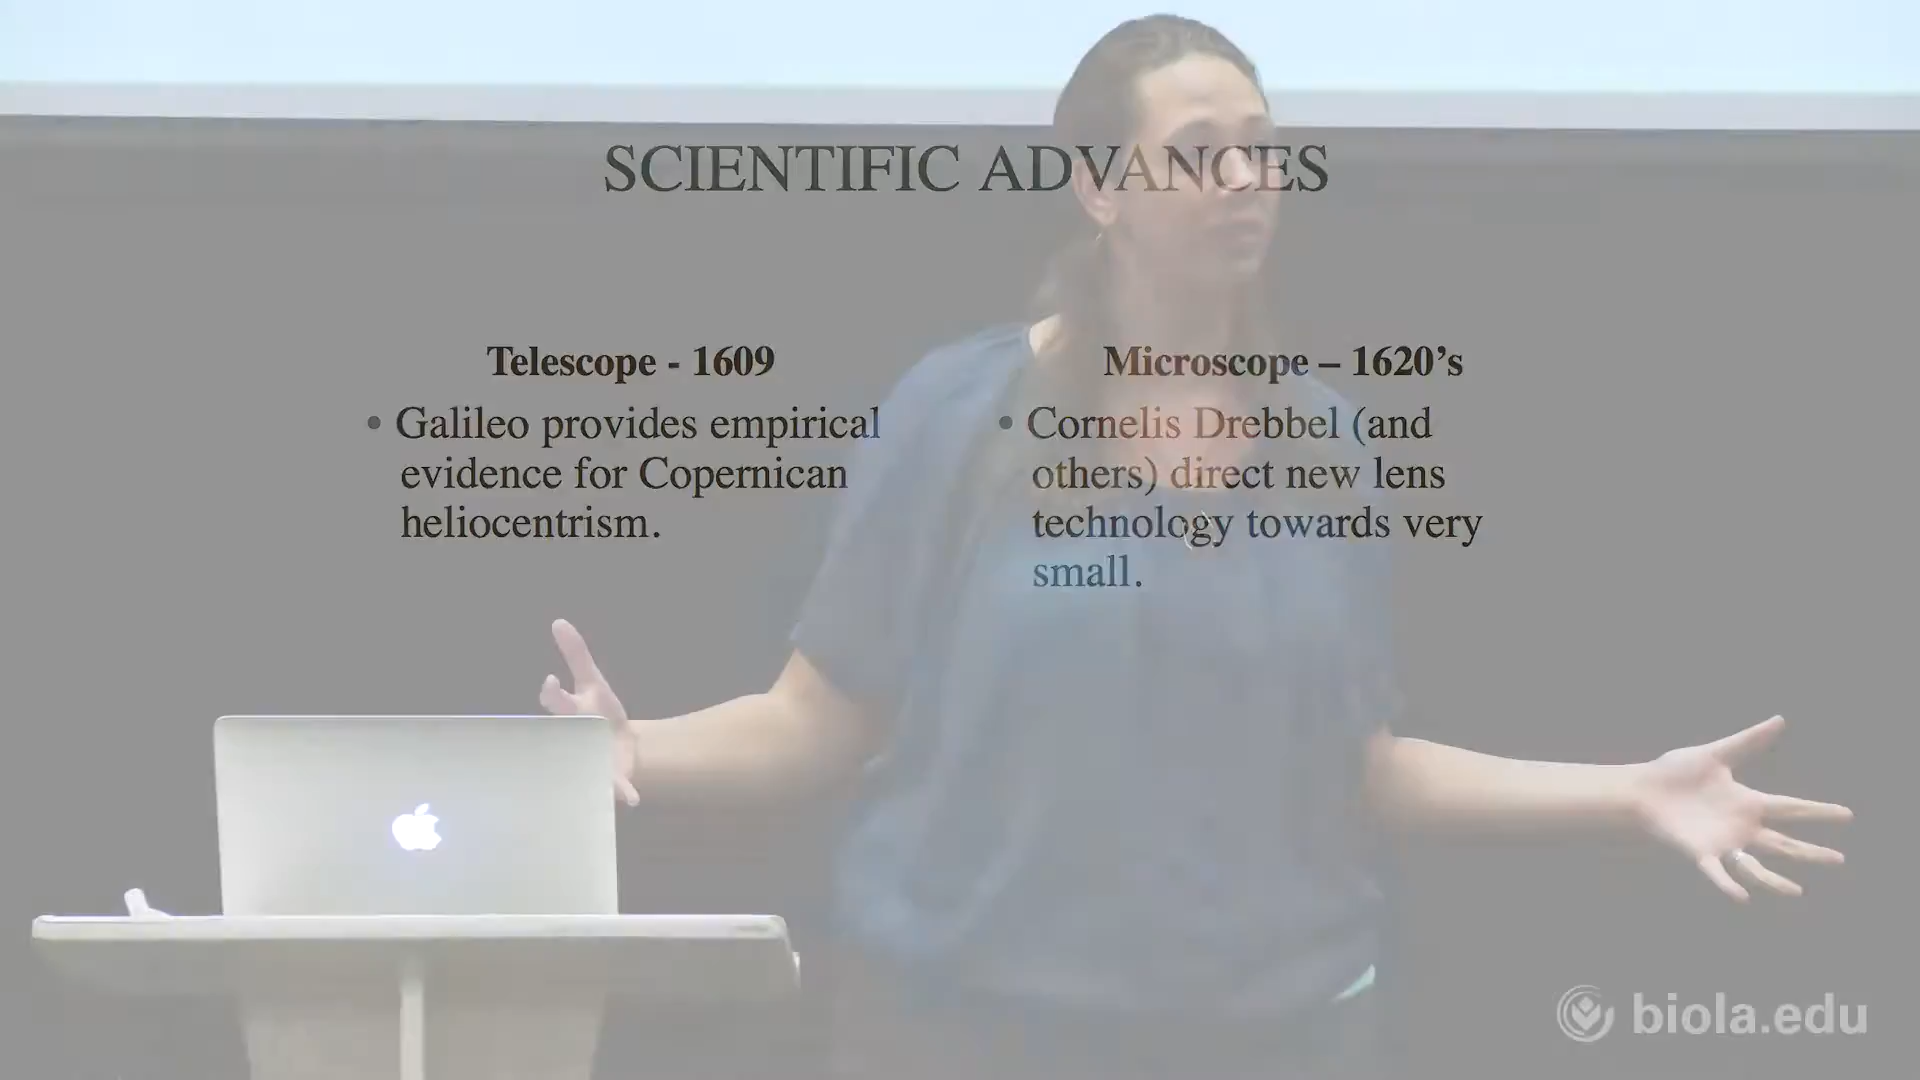 SCIENTIFIC ADVANCES
Telescope - 1609
• Galileo provides empirical
evidence for Copernican
heliocentrism.
Microscope – 1620’s
• Cornelis Drebbel (and
others) direct new lens
technology towards very
small.
biola.edu